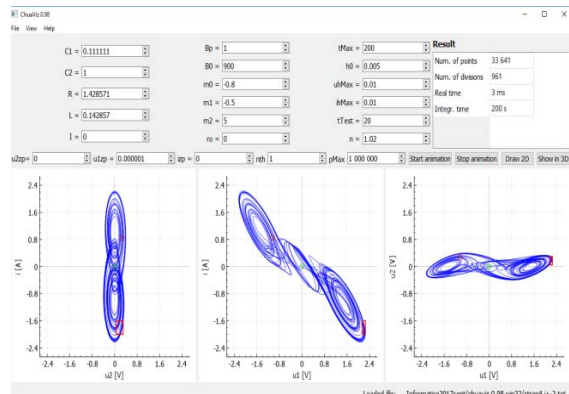 ChuaViz 0.98
File View Help
C1 = 0.111111
C2 = 1
R = 1.428571
L = 0.142857
I = 0
Bp = 1
B0 = 900
m0 = -0.8
m1 = -0.5
m2 = 5
ro = 0
tMax = 200
h0 = 0.005
uhMax = 0.01
ihMax = 0.01
tTest = 20
n = 1.02
Result
Num. of points 33 641
Num. of divisions 961
Real time 3 ms
Integr. time 200 s
u2zp= 0 u1zp = 0.000001 izp = 0 nth 1 pMax 1 000 000 Start animation Stop animation Draw 2D Show in 3D
2.4
1.6
0.8
0
-0.8
-1.6
-2.4
i [A]
-2.4 -1.6 -0.8 0 0.8 1.6 2.4
u2 [V]
2.4
1.6
0.8
0
-0.8
-1.6
-2.4
i [A]
-2.4 -1.6 -0.8 0 0.8 1.6 2.4
u1 [V]
2.4
1.6
0.8
0
-0.8
-1.6
-2.4
u2 [V]
-2.4 -1.6 -0.8 0 0.8 1.6 2.4
u1 [V]